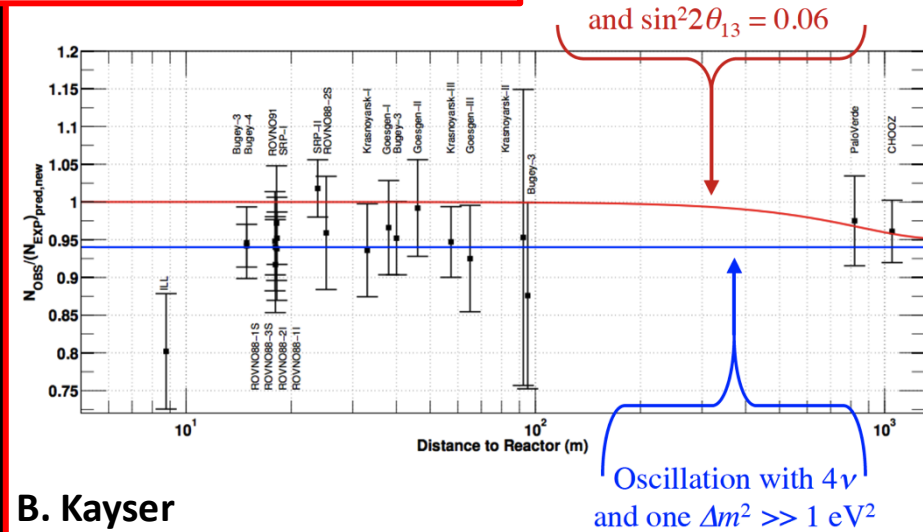 and sin²2θ₁₃ = 0.06
1.2
1.15
1.1
1.05
1
0.95
0.9
0.85
0.8
0.75
N_OBS/(N_EXP)pred,new
ILL
Bugey-3
Bugey-4
ROVNO91
SRP-I
SRP-II
ROVNO88-2S
Krasnoyarsk-I
Goesgen-I
Bugey-3
Goesgen-II
Krasnoyarsk-III
Goesgen-III
Krasnoyarsk-II
Bugey-3
PaloVerde
CHOOZ
ROVNO88-1S
ROVNO88-3S
ROVNO88-2I
ROVNO88-1I
10¹
10²
10³
Distance to Reactor (m)
Oscillation with 4ν
and one Δm² >> 1 eV²
B. Kayser